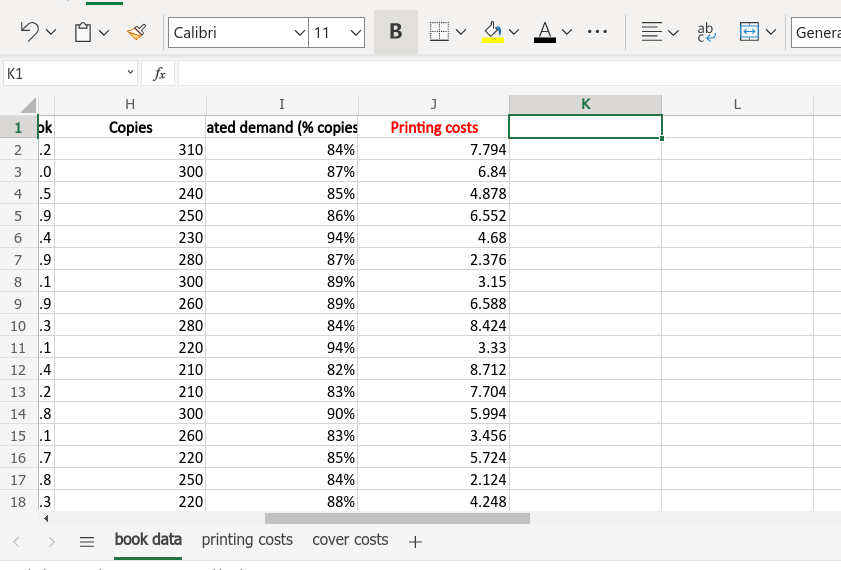 Calibri 11 B A ab c Genera
K1 fx
H I J K L
1 ok Copies ated demand (% copies Printing costs
2 .2 310 84% 7.794
3 .0 300 87% 6.84
4 .5 240 85% 4.878
5 .9 250 86% 6.552
6 .4 230 94% 4.68
7 .9 280 87% 2.376
8 .1 300 89% 3.15
9 .9 260 89% 6.588
10 .3 280 84% 8.424
11 .1 220 94% 3.33
12 .4 210 82% 8.712
13 .2 210 83% 7.704
14 .8 300 90% 5.994
15 .1 260 83% 3.456
16 .7 220 85% 5.724
17 .8 250 84% 2.124
18 .3 220 88% 4.248
book data printing costs cover costs